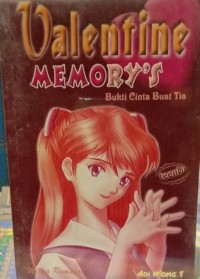 Valentine
MEMORY'S
Bukti Cinta Buat Tia
ADI WONG.T